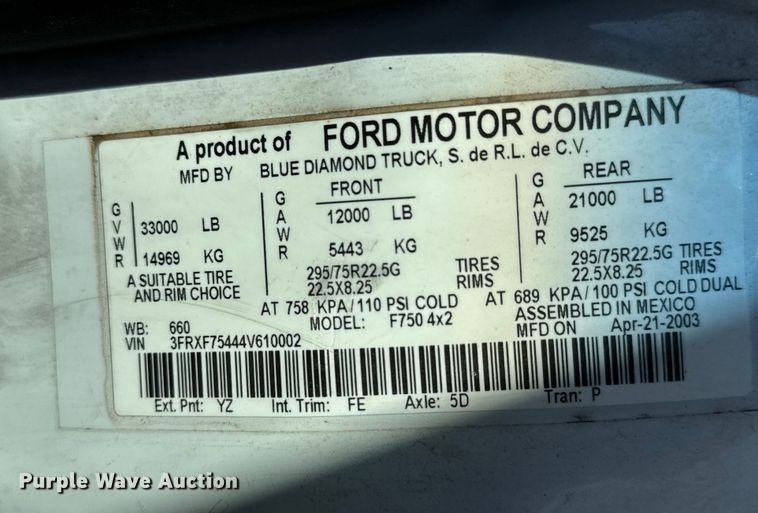 A product of FORD MOTOR COMPANY
MFD BY BLUE DIAMOND TRUCK, S. de R.L. de C.V.
GVWR 33000 LB
14969 KG
FRONT
GAWR 12000 LB
5443 KG
REAR
GAWR 21000 LB
9525 KG
A SUITABLE TIRE
AND RIM CHOICE
295/75R22.5G TIRES
22.5X8.25 RIMS
295/75R22.5G TIRES
22.5X8.25 RIMS
AT 758 KPA/110 PSI COLD
AT 689 KPA/100 PSI COLD DUAL
WB: 660
MODEL: F750 4x2
ASSEMBLED IN MEXICO
VIN 3FRXF75444V610002
MFD ON Apr-21-2003
Ext. Pnt: YZ Int. Trim: FE Axle: 5D Tran: P
Purple Wave Auction